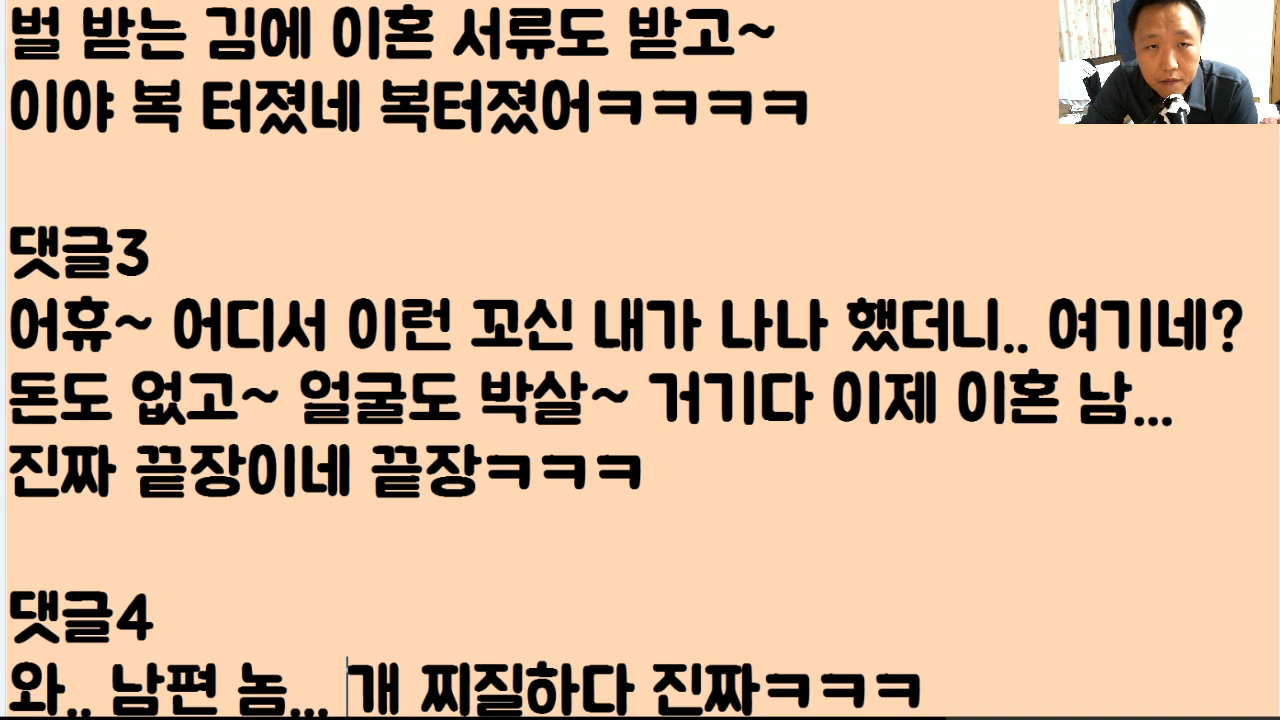 벌 받는 김에 이혼 서류도 받고~
이야 복 터졌네 복터졌어ㅋㅋㅋㅋ
댓글3
어휴~ 어디서 이런 꼬신 내가 나나 했더니.. 여기네?
돈도 없고~ 얼굴도 박살~ 거기다 이제 이혼 남...
진짜 끝장이네 끝장ㅋㅋㅋ
댓글4
와.. 남편 놈... 개 찌질하다 진짜ㅋㅋㅋ